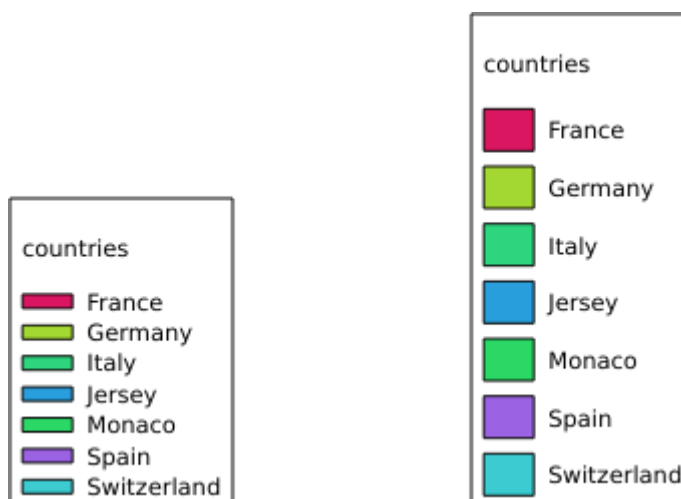 countries
France
Germany
Italy
Jersey
Monaco
Spain
Switzerland
countries
France
Germany
Italy
Jersey
Monaco
Spain
Switzerland